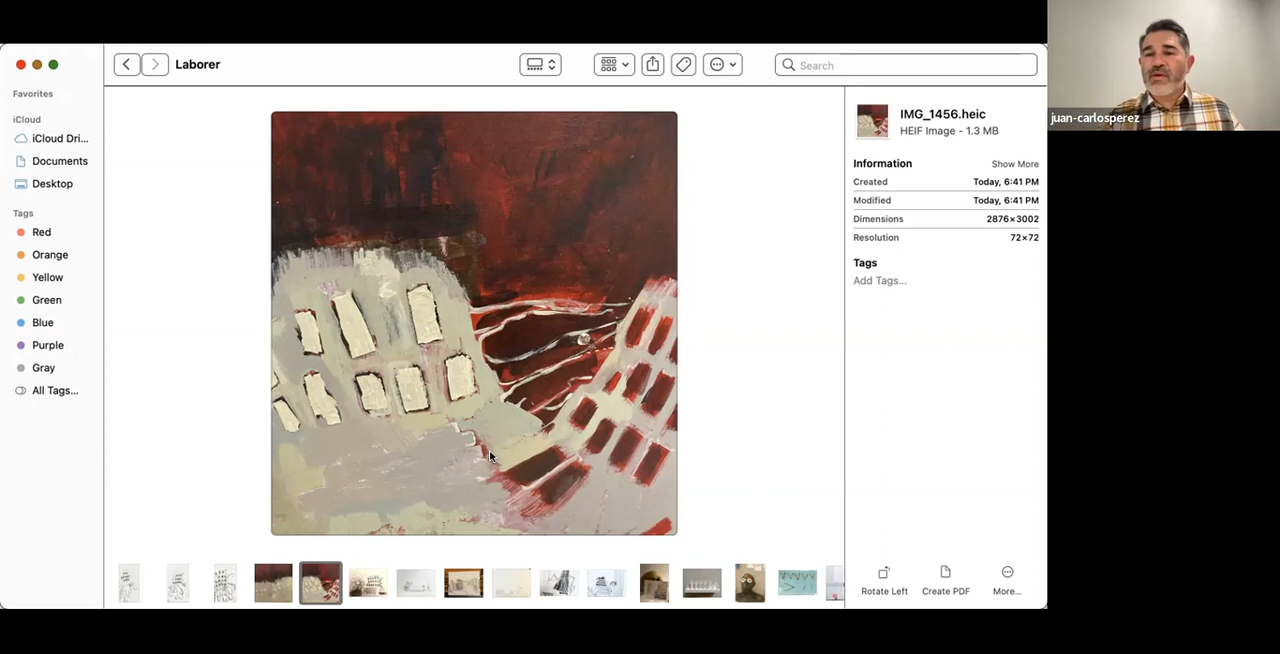 Laborer
Search
Favorites
iCloud
iCloud Dri...
Documents
Desktop
Tags
Red
Orange
Yellow
Green
Blue
Purple
Gray
All Tags...
IMG_1456.heic
HEIF Image - 1.3 MB
Information Show More
Created Today, 6:41 PM
Modified Today, 6:41 PM
Dimensions 2876×3002
Resolution 72×72
Tags
Add Tags...
Rotate Left
Create PDF
More...
juan-carlosperez